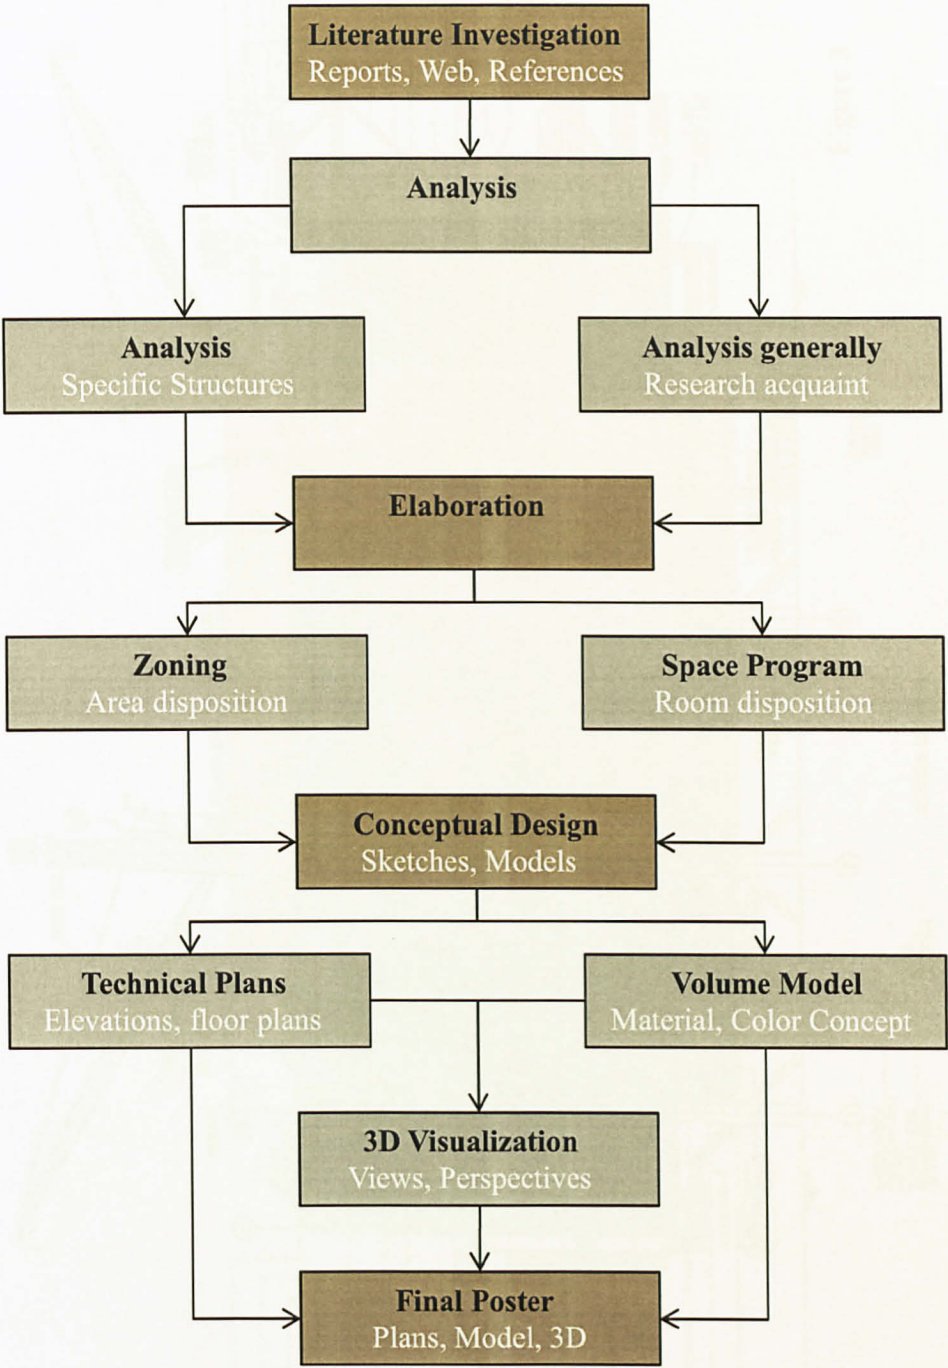 Literature Investigation
Reports, Web, References
Analysis
Analysis
Specific Structures
Analysis generally
Research acquaint
Elaboration
Zoning
Area disposition
Space Program
Room disposition
Conceptual Design
Sketches, Models
Technical Plans
Elevations, floor plans
Volume Model
Material, Color Concept
3D Visualization
Views, Perspectives
Final Poster
Plans, Model, 3D